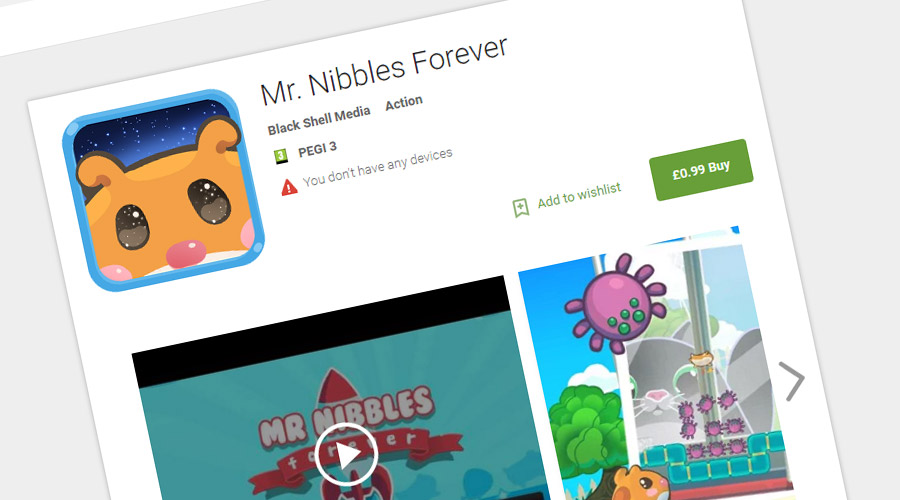 Mr. Nibbles Forever
Black Shell Media Action
3 PEGI 3
You don't have any devices
Add to wishlist
£0.99 Buy
MR NIBBLES
forever